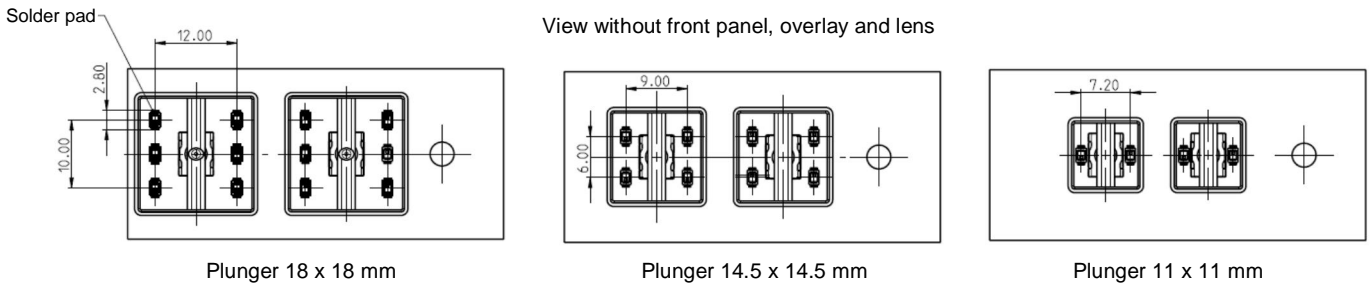 Solder pad
View without front panel, overlay and lens
12.00
2.80
10.00
9.00
6.00
7.20
Plunger 18 x 18 mm
Plunger 14.5 x 14.5 mm
Plunger 11 x 11 mm